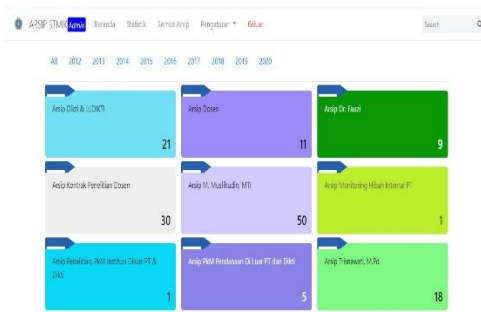 ARSIP STMIK Admin Beranda Statistik Semua Arsip Pengaturan Keluar Search
All 2012 2013 2014 2015 2016 2017 2018 2019 2020
Arsip Dikti & LLDIKTI
21
Arsip Dosen
11
Arsip Dr. Fauzi
9
Arsip Kontrak Penelitian Dosen
30
Arsip M. Muslihudin, MTI
50
Arsip Monitoring Hibah Internal PT
1
Arsip Penelitian, PkM Institusi Diluar PT &
Dikti
1
Arsip PkM Pendanaan Di Luar PT dan Dikti
5
Arsip Trisnawati, M.Pd
18